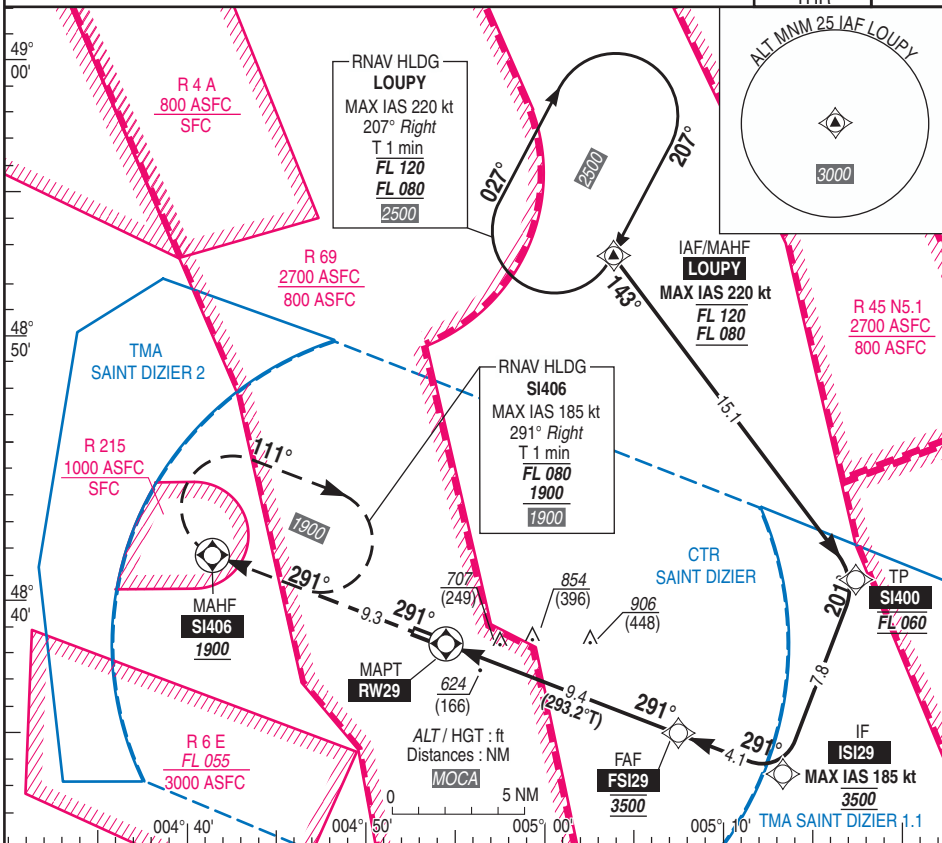 THR
49°
00'
R 4 A
800 ASFC
SFC
RNAV HLDG
LOUPY
MAX IAS 220 kt
207° Right
T 1 min
FL 120
FL 080
2500
027°
2500
207°
143°
ALT MNM 25 IAF LOUPY
3000
R 69
2700 ASFC
800 ASFC
IAF/MAHF
LOUPY
MAX IAS 220 kt
FL 120
FL 080
R 45 N5.1
2700 ASFC
800 ASFC
48°
50'
TMA
SAINT DIZIER 2
RNAV HLDG
SI406
MAX IAS 185 kt
291° Right
T 1 min
FL 080
1900
1900
15.1
R 215
1000 ASFC
SFC
111°
1900
291°
CTR
SAINT DIZIER
48°
40'
MAHF
SI406
1900
9.3
291°
707
(249)
854
(396)
906
(448)
TP
SI400
FL 060
201°
7.8
MAPT
RW29
624
(166)
9.4
(293.2°T)
291°
291°
4.1
ALT / HGT : ft
Distances : NM
MOCA
FAF
FSI29
3500
IF
ISI29
MAX IAS 185 kt
3500
R 6 E
FL 055
3000 ASFC
0
5 NM
TMA SAINT DIZIER 1.1
004° 40'
004° 50'
005° 00'
005° 10'